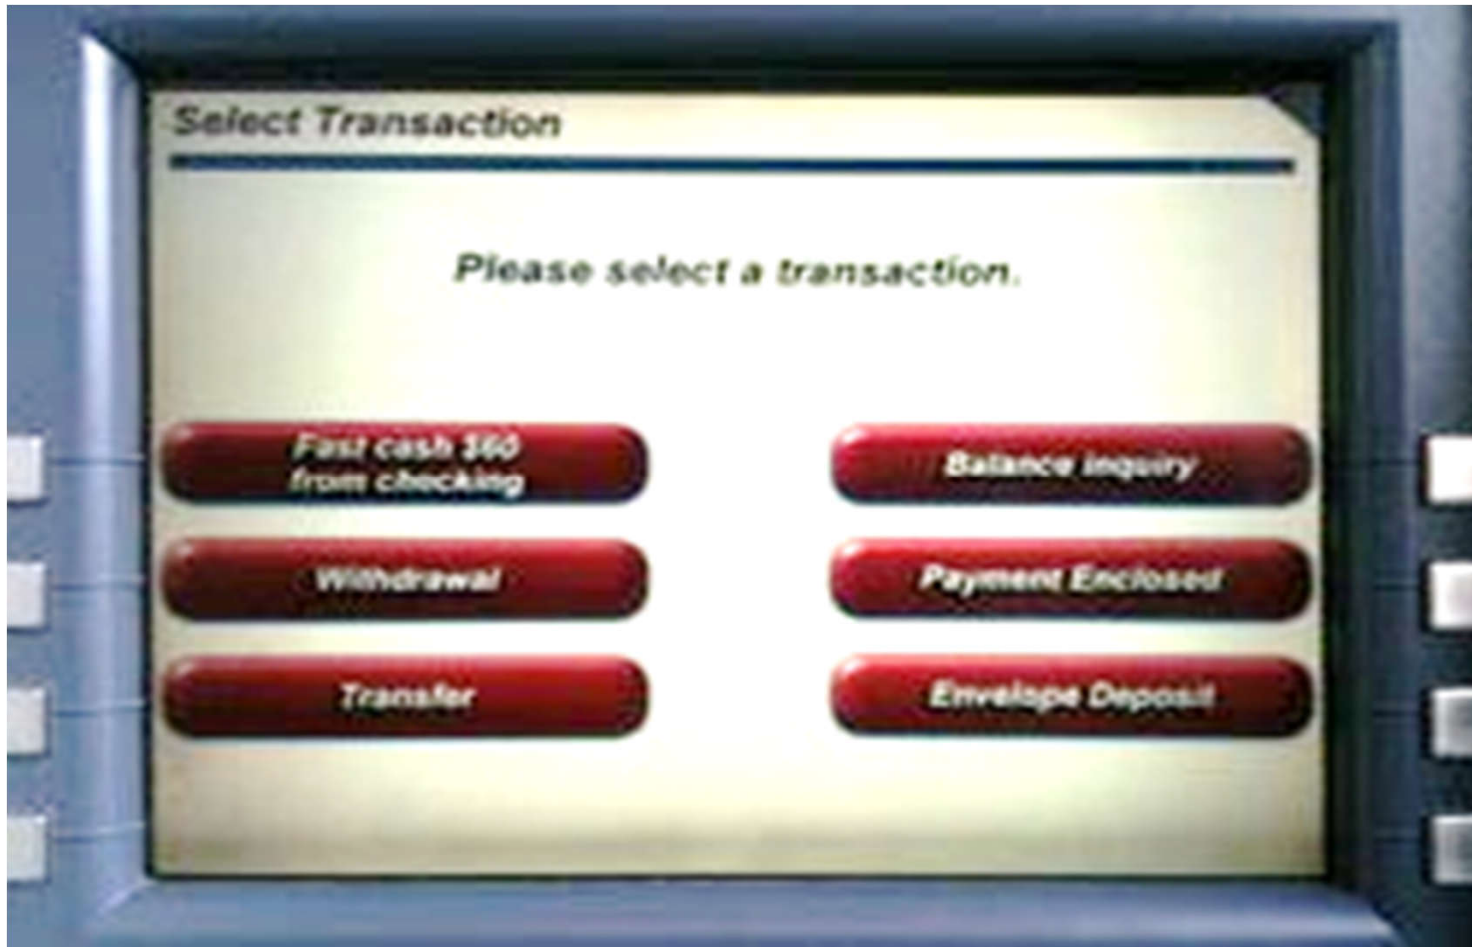 Select Transaction
Please select a transaction.
Fast cash $60
from checking
Balance inquiry
Withdrawal
Payment Enclosed
Transfer
Envelope Deposit